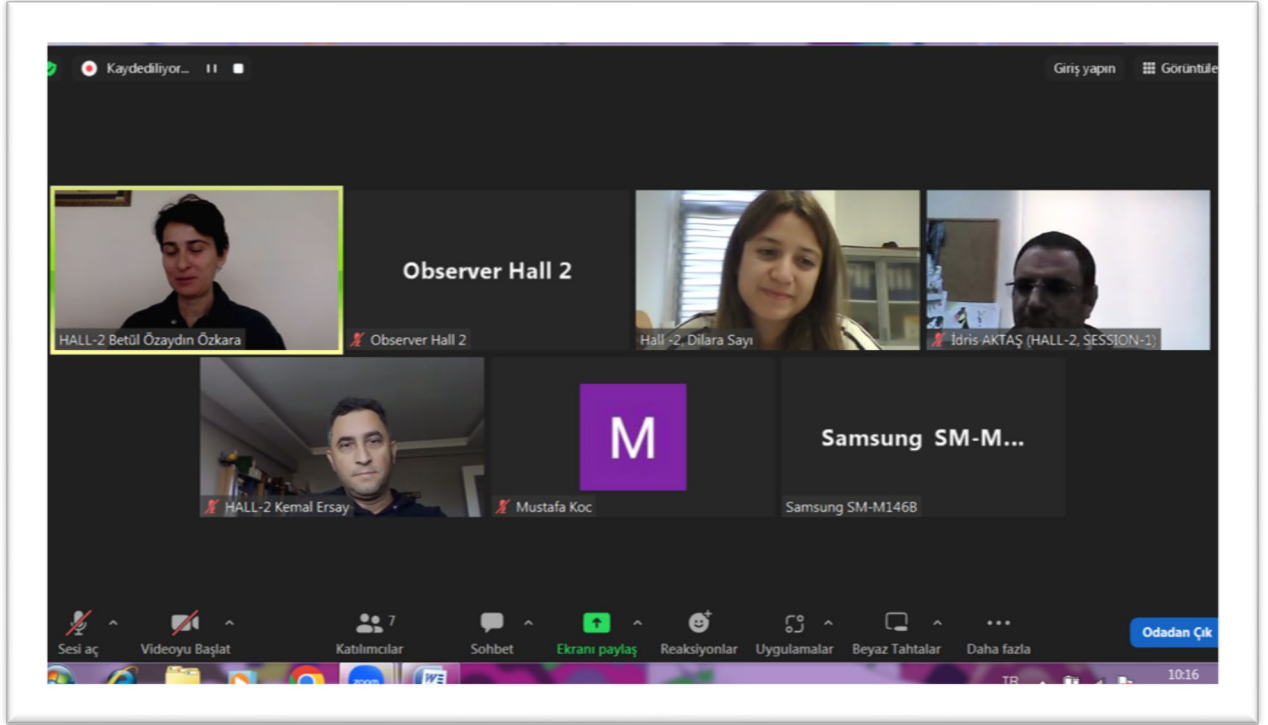 Kaydediliyor...
Giriş yapın
Görüntüle
HALL-2 Betül Özaydın Özkara
Observer Hall 2
Observer Hall 2
Hall -2, Dilara Sayı
İdris AKTAŞ (HALL-2, SESSION-1)
HALL-2 Kemal Ersay
M
Mustafa Koc
Samsung SM-M...
Samsung SM-M146B
Sesi aç
Videoyu Başlat
7
Katılımcılar
Sohbet
Ekranı paylaş
Reaksiyonlar
Uygulamalar
Beyaz Tahtalar
Daha fazla
Odadan Çık
zoom
W
TR
10:16